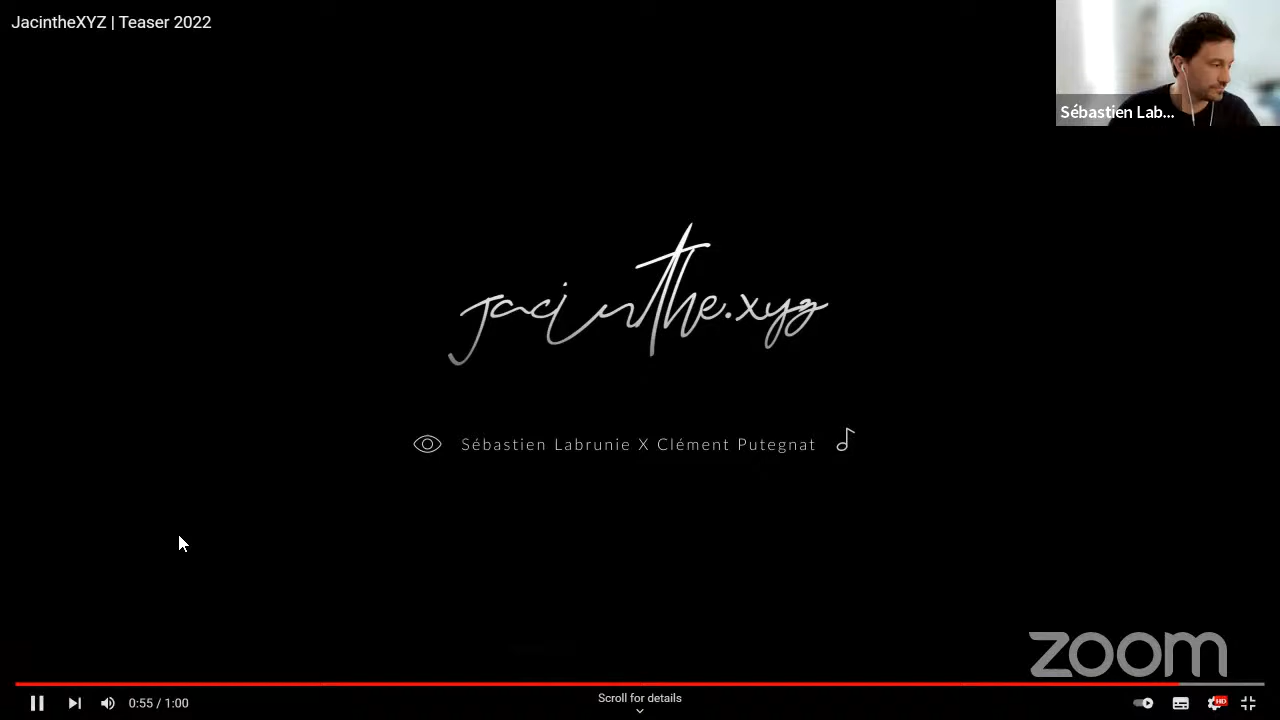 JacintheXYZ | Teaser 2022
Sébastien Lab...
jacinthe.xyz
Sébastien Labrunie X Clément Putegnat
zoom
0:55 / 1:00
Scroll for details
HD